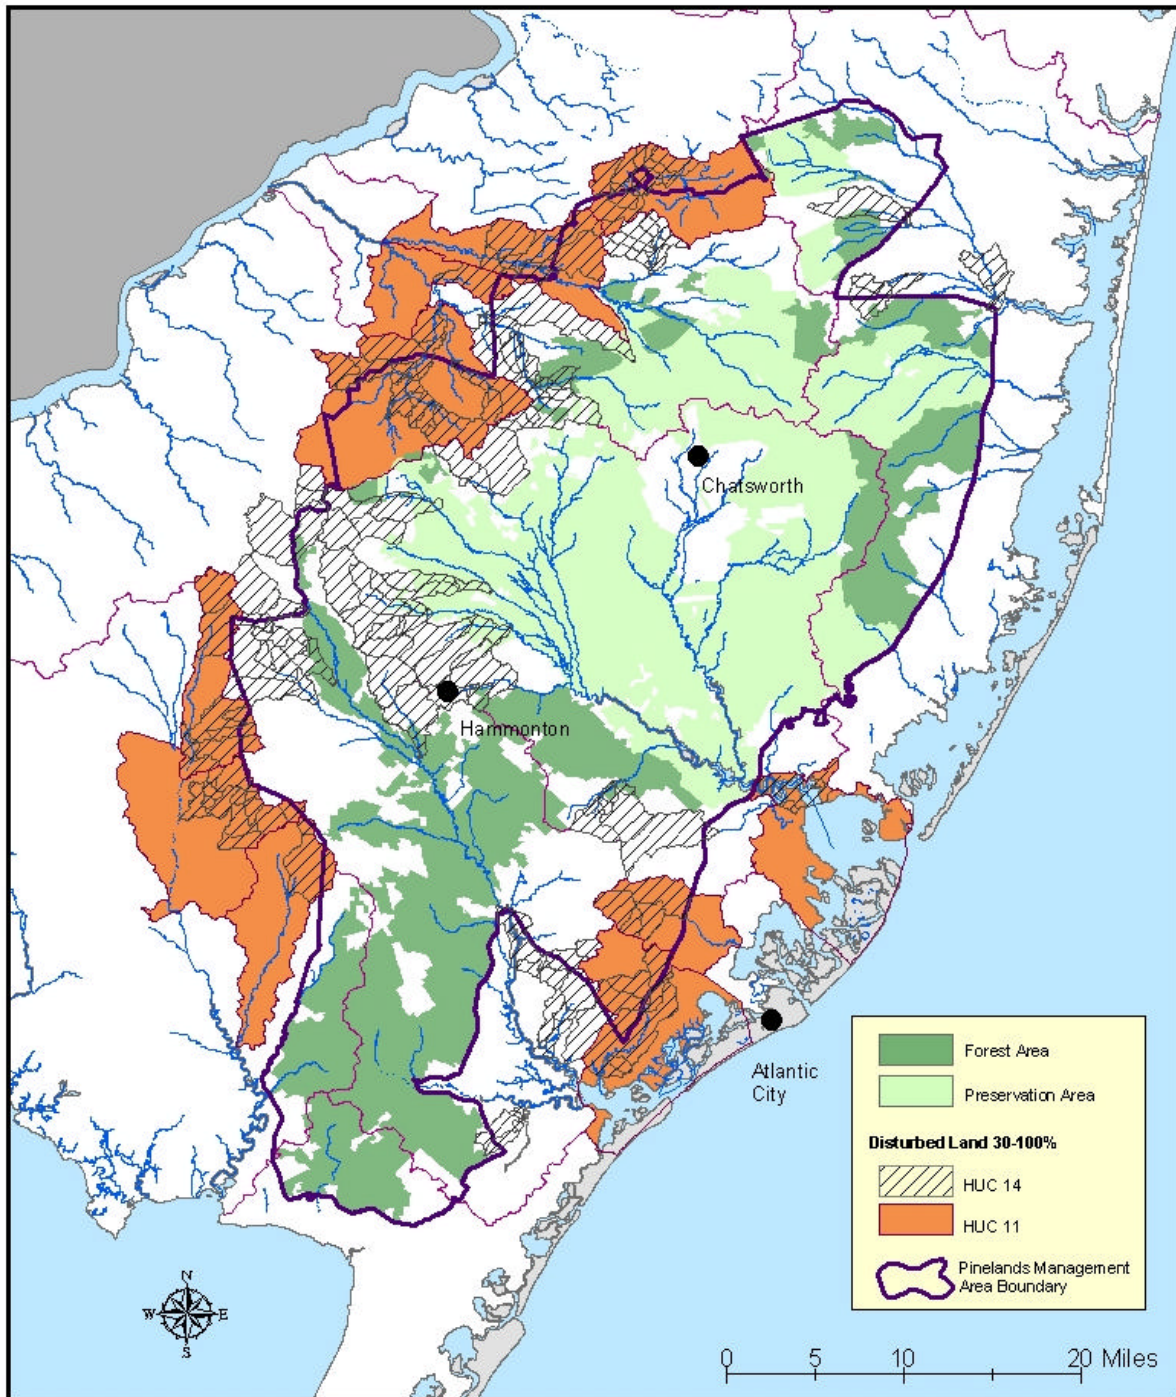 Chatsworth
Hammonton
Atlantic
City
Forest Area
Preservation Area
Disturbed Land 30-100%
HUC 14
HUC 11
Pinelands Management
Area Boundary
N
W E
S
0 5 10 20 Miles